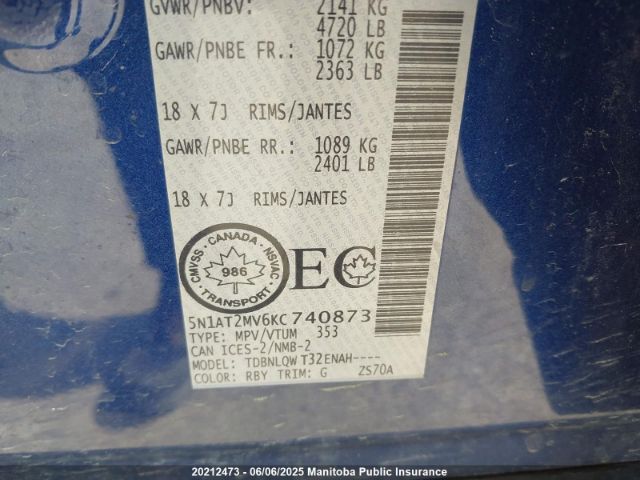 GVWR/PNBV: 2141 KG
4720 LB
GAWR/PNBE FR.: 1072 KG
2363 LB
18 X 7J RIMS/JANTES
GAWR/PNBE RR.: 1089 KG
2401 LB
18 X 7J RIMS/JANTES
CMVSS · CANADA · NSVAC
986
EC
5N1AT2MV6KC 740873
TYPE: MPV/VTUM 353
CAN ICES-2/NMB-2
MODEL: TDBNLQW T32ENAH----
COLOR: RBY TRIM: G ZS70A
20212473 - 06/06/2025 Manitoba Public Insurance